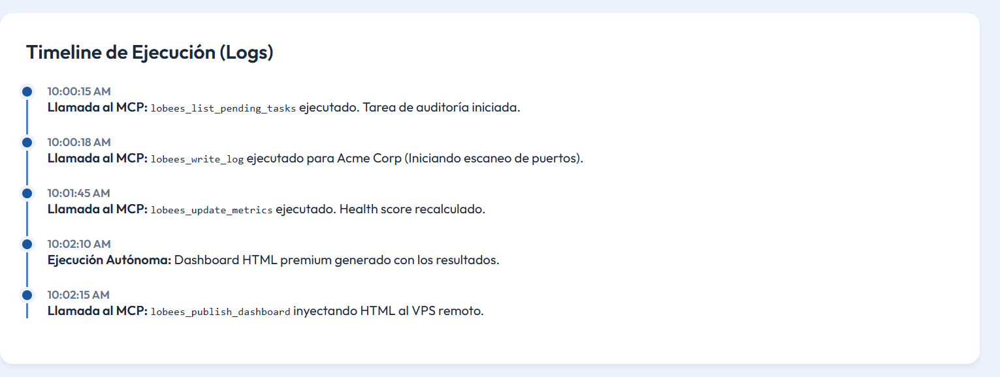 Timeline de Ejecución (Logs)
10:00:15 AM
Llamada al MCP: lobees_list_pending_tasks ejecutado. Tarea de auditoría iniciada.
10:00:18 AM
Llamada al MCP: lobees_write_log ejecutado para Acme Corp (Iniciando escaneo de puertos).
10:01:45 AM
Llamada al MCP: lobees_update_metrics ejecutado. Health score recalculado.
10:02:10 AM
Ejecución Autónoma: Dashboard HTML premium generado con los resultados.
10:02:15 AM
Llamada al MCP: lobees_publish_dashboard inyectando HTML al VPS remoto.